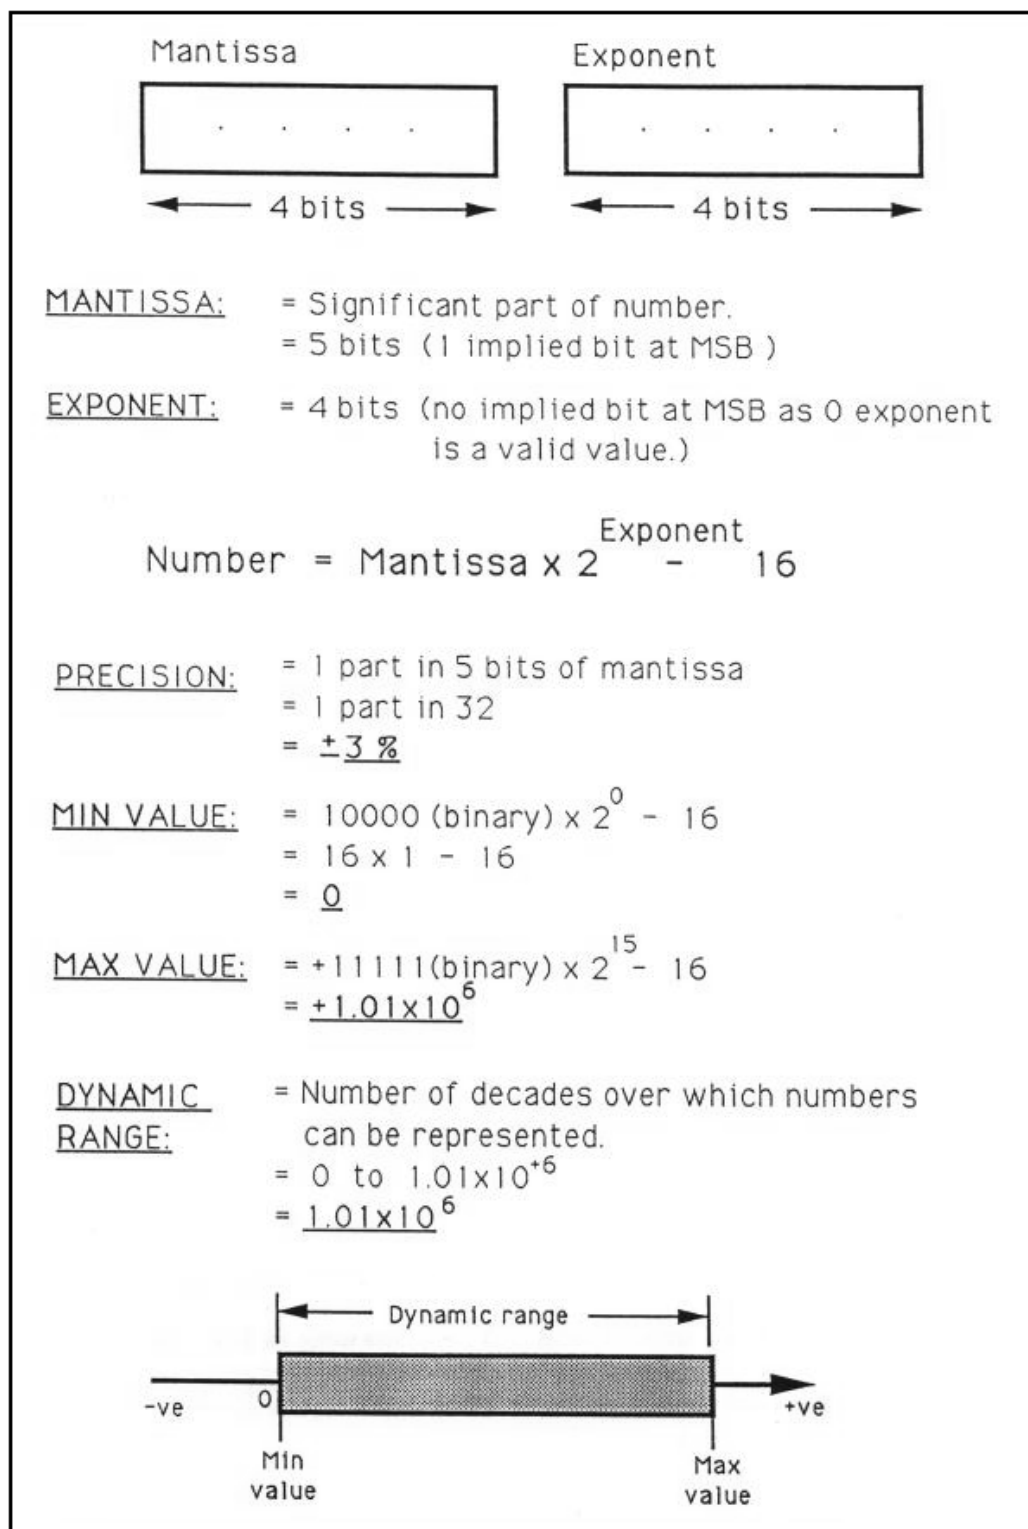 Mantissa Exponent
4 bits 4 bits
MANTISSA: = Significant part of number.
= 5 bits (1 implied bit at MSB )
EXPONENT: = 4 bits (no implied bit at MSB as 0 exponent
is a valid value.)
Number = Mantissa x 2^Exponent - 16
PRECISION: = 1 part in 5 bits of mantissa
= 1 part in 32
= ±3 %
MIN VALUE: = 10000 (binary) x 2^0 - 16
= 16 x 1 - 16
= 0
MAX VALUE: = +11111(binary) x 2^15 - 16
= +1.01x10^6
DYNAMIC = Number of decades over which numbers
RANGE: can be represented.
= 0 to 1.01x10^+6
= 1.01x10^6
Dynamic range
-ve 0 +ve
Min Max
value value